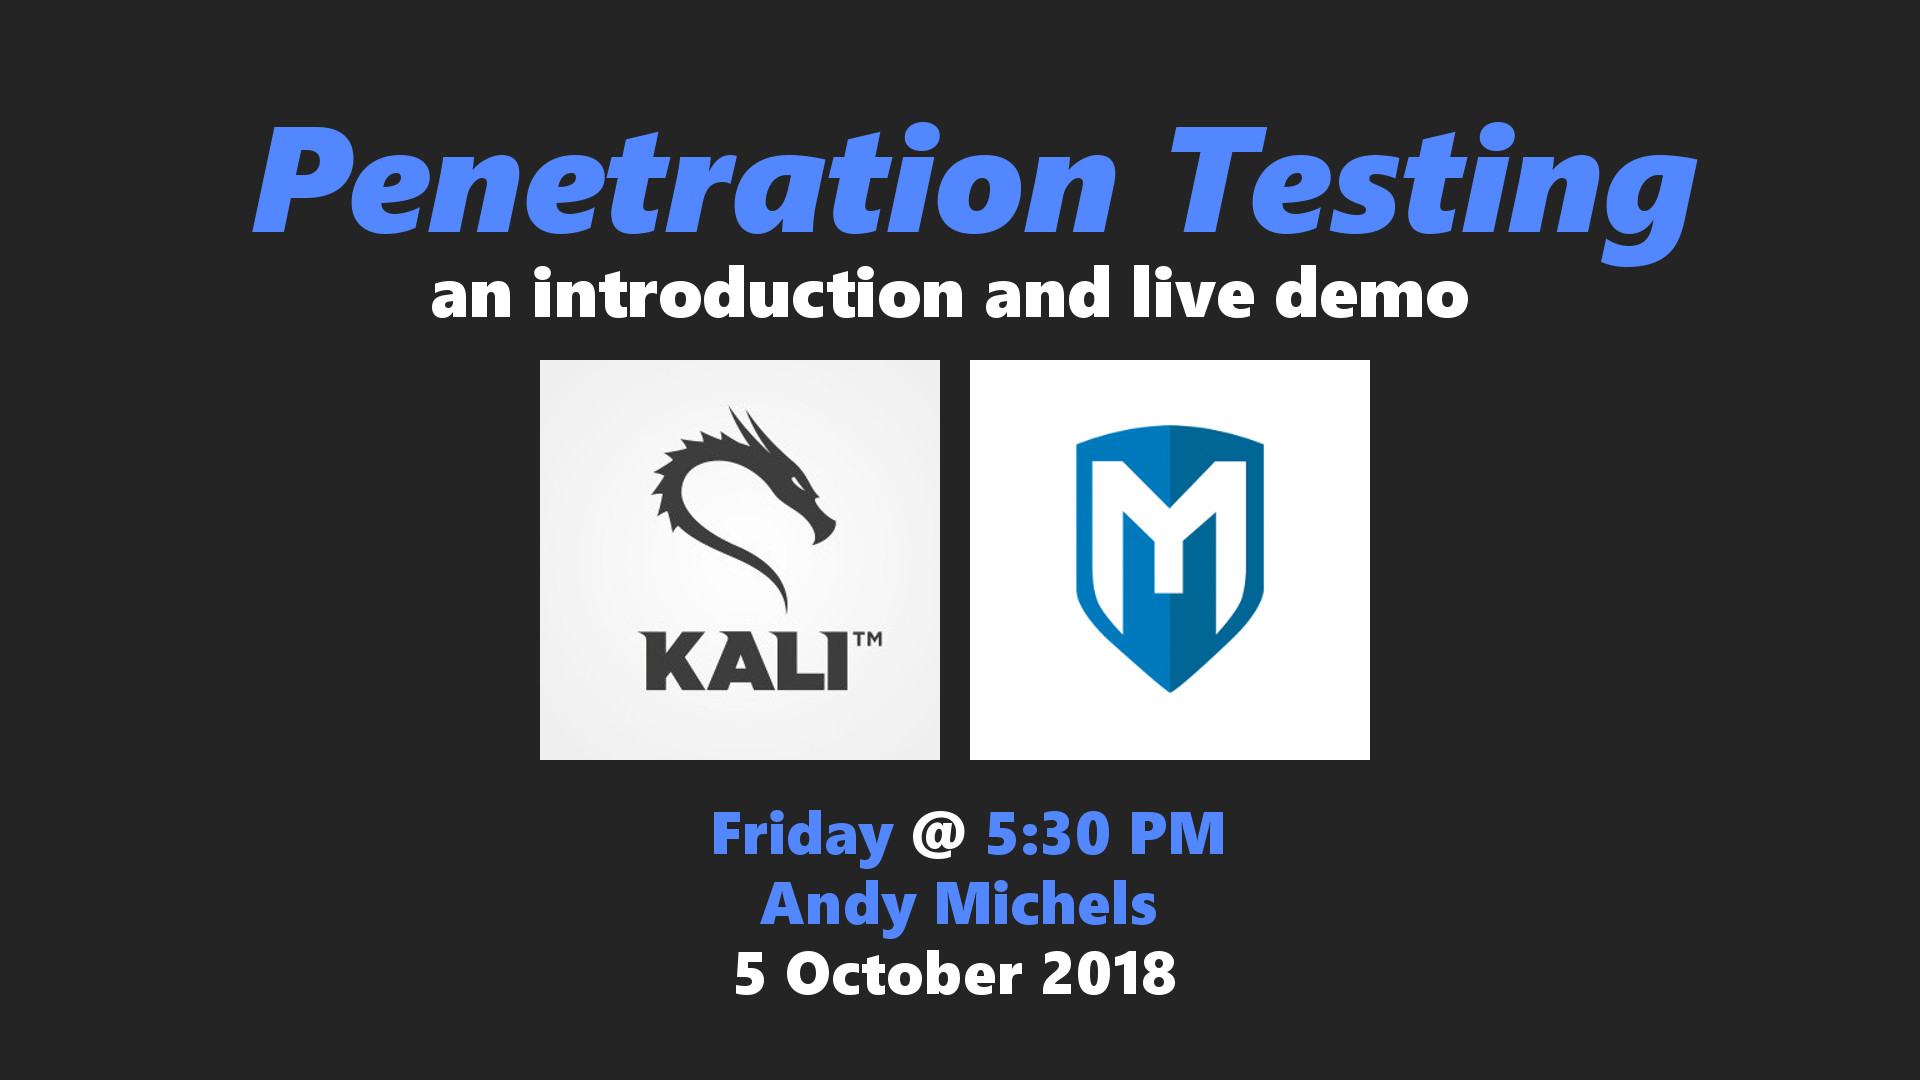 Penetration Testing
an introduction and live demo
KALI™
M
Friday @ 5:30 PM
Andy Michels
5 October 2018